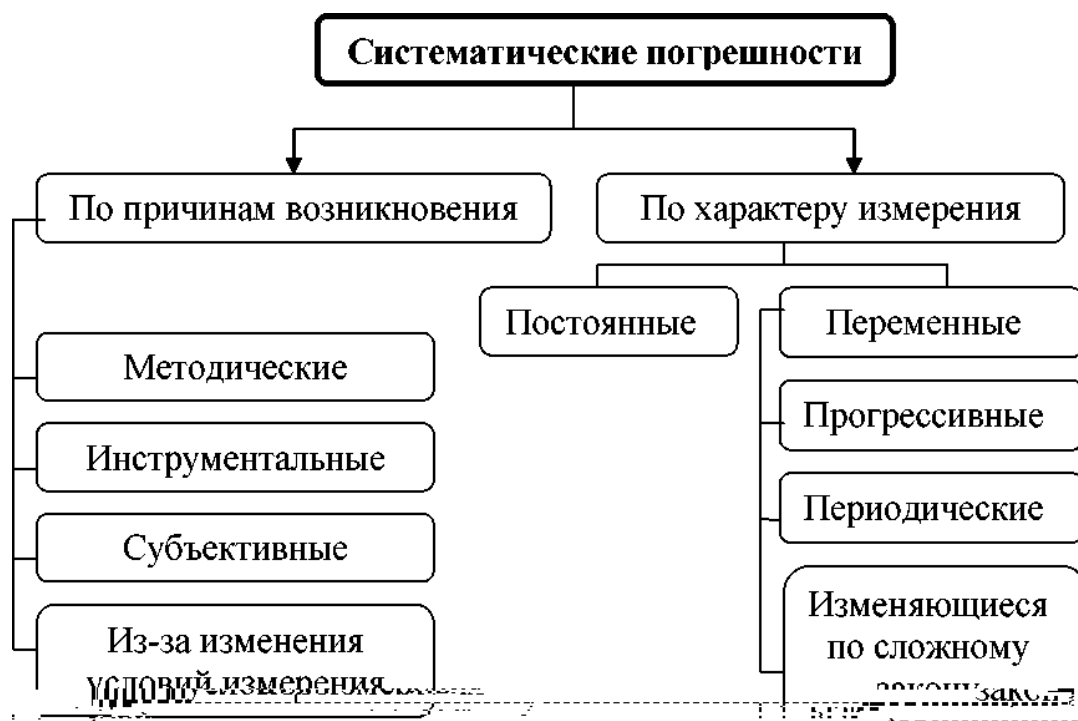 Систематические погрешности
По причинам возникновения
По характеру измерения
Постоянные
Переменные
Методические
Прогрессивные
Инструментальные
Периодические
Субъективные
Изменяющиеся
по сложному
Из-за изменения
условий измерения